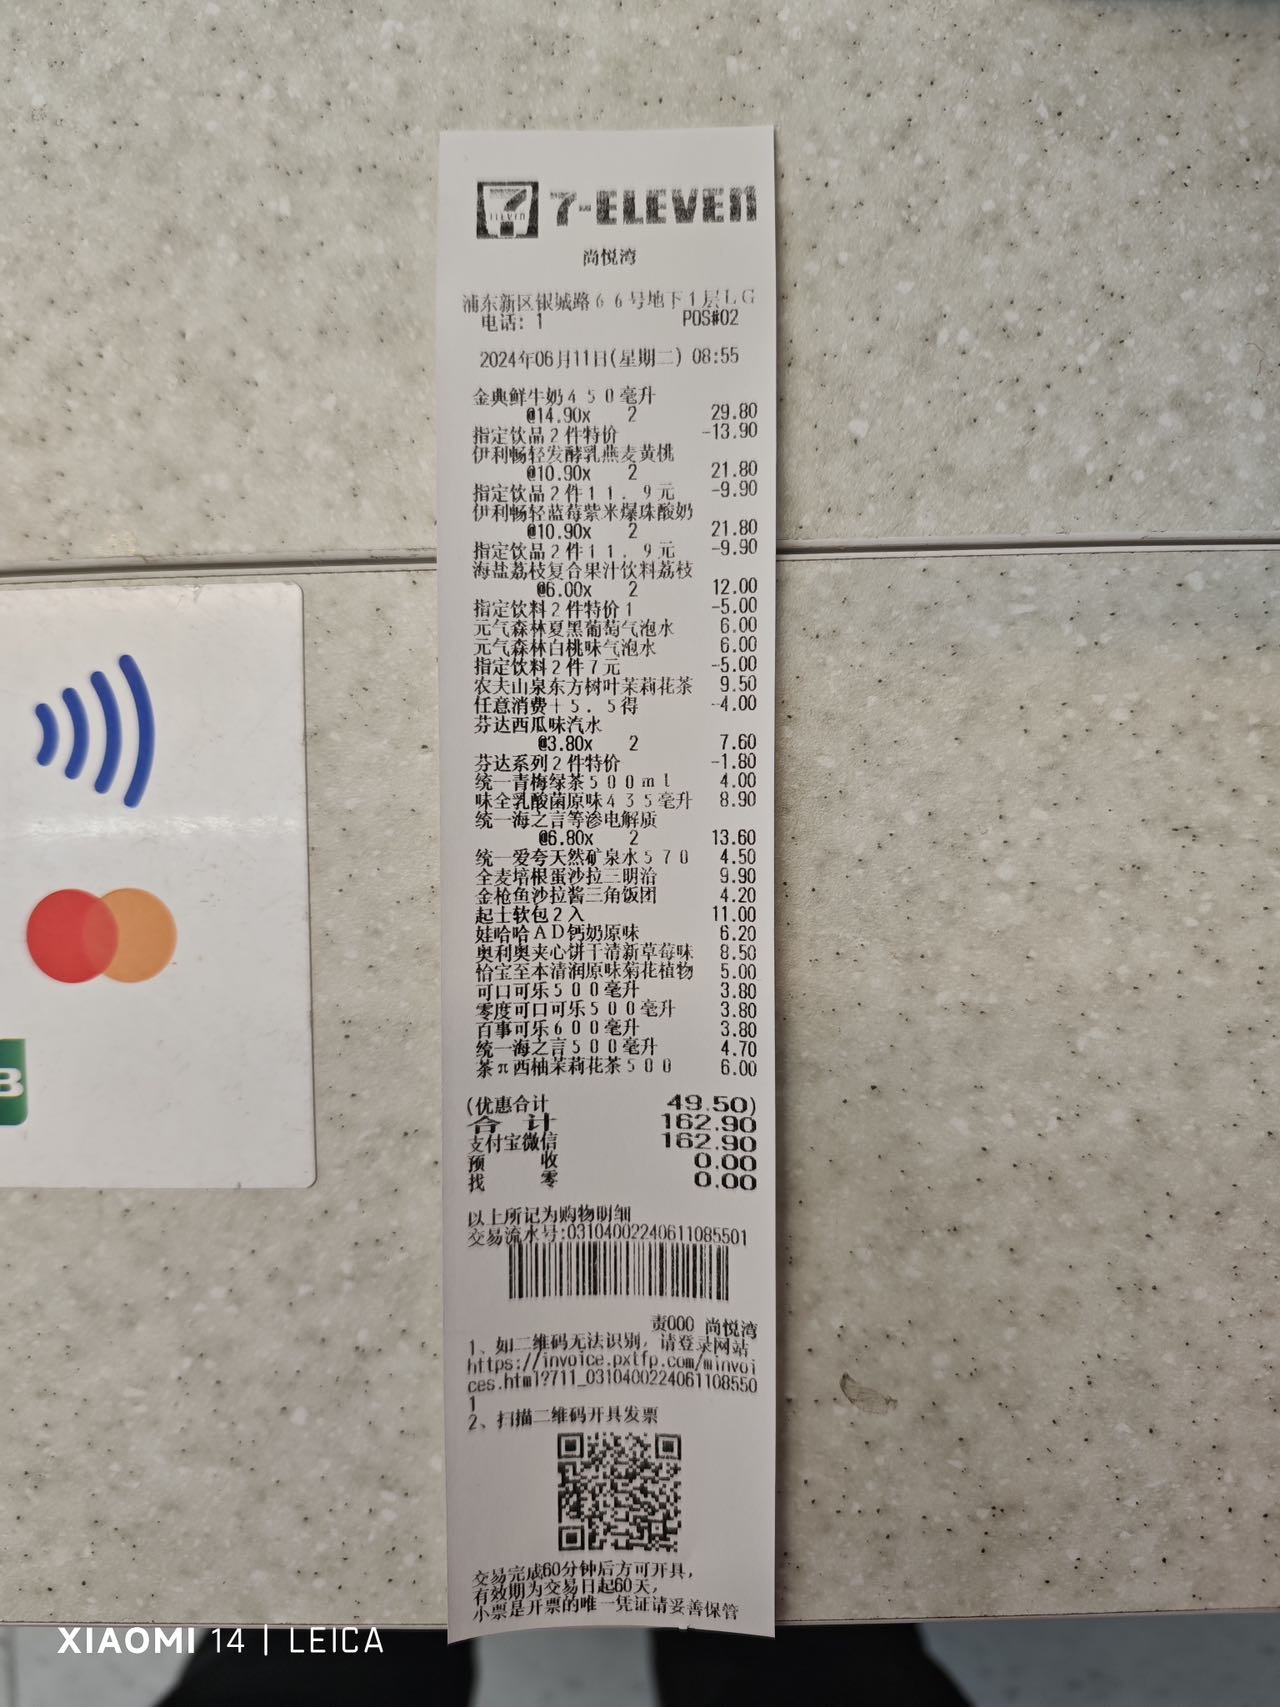 7-ELEVEN
ELEVEN
尚悦湾
浦东新区银城路66号地下1层LG
电话: 1 POS#02
2024年06月11日(星期二) 08:55
金典鲜牛奶450毫升
@14.90x 2 29.80
指定饮品2件特价 -13.90
伊利畅轻发酵乳燕麦黄桃
@10.90x 2 21.80
指定饮品2件11.9元 -9.90
伊利畅轻蓝莓紫米爆珠酸奶
@10.90x 2 21.80
指定饮品2件11.9元 -9.90
海盐荔枝复合果汁饮料荔枝
@6.00x 2 12.00
指定饮料2件特价1 -5.00
元气森林夏黑葡萄气泡水 6.00
元气森林白桃味气泡水 6.00
指定饮料2件7元 -5.00
农夫山泉东方树叶茉莉花茶 9.50
任意消费+5.5得 -4.00
芬达西瓜味汽水
@3.80x 2 7.60
芬达系列2件特价 -1.80
统一青梅绿茶500ml 4.00
味全乳酸菌原味435毫升 8.90
统一海之言等渗电解质
@6.80x 2 13.60
统一爱夸天然矿泉水570 4.50
全麦培根蛋沙拉三明治 9.90
金枪鱼沙拉酱三角饭团 4.20
起士软包2入 11.00
娃哈哈AD钙奶原味 6.20
奥利奥夹心饼干清新草莓味 8.50
怡宝至本清润原味菊花植物 5.00
可口可乐500毫升 3.80
零度可口可乐500毫升 3.80
百事可乐600毫升 3.80
统一海之言500毫升 4.70
茶π西柚茉莉花茶500 6.00
(优惠合计 49.50)
合 计 162.90
支付宝微信 162.90
预 收 0.00
找 零 0.00
以上所记为购物明细
交易流水号:03104002240611085501
责000 尚悦湾
1、如二维码无法识别, 请登录网站
https://invoice.pxtfp.com/minvoi
ces.html?711_0310400224061108550
1
2、扫描二维码开具发票
交易完成60分钟后方可开具,
有效期为交易日起60天,
小票是开票的唯一凭证请妥善保管
B
XIAOMI 14 | LEICA